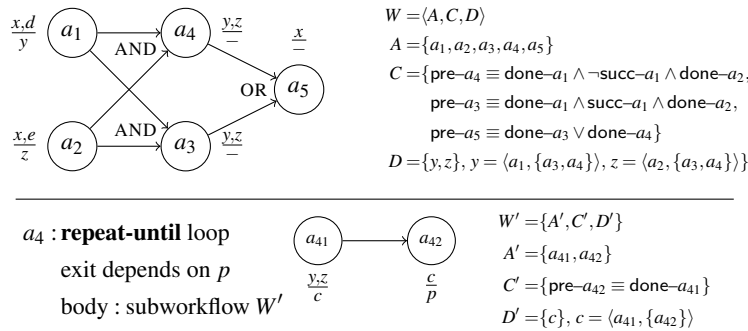 x,d
y
a1
AND
a4
y,z
–
x
–
OR
a5
x,e
z
a2
AND
a3
y,z
–
W =⟨A,C,D⟩
A ={a1,a2,a3,a4,a5}
C ={pre–a4 ≡ done–a1 ∧ ¬succ–a1 ∧ done–a2,
pre–a3 ≡ done–a1 ∧ succ–a1 ∧ done–a2,
pre–a5 ≡ done–a3 ∨ done–a4}
D ={y,z}, y = ⟨a1,{a3,a4}⟩, z = ⟨a2,{a3,a4}⟩}
a4 : repeat-until loop
exit depends on p
body : subworkflow W′
a41
y,z
c
a42
c
p
W′ ={A′,C′,D′}
A′ ={a41,a42}
C′ ={pre–a42 ≡ done–a41}
D′ ={c}, c = ⟨a41,{a42}⟩